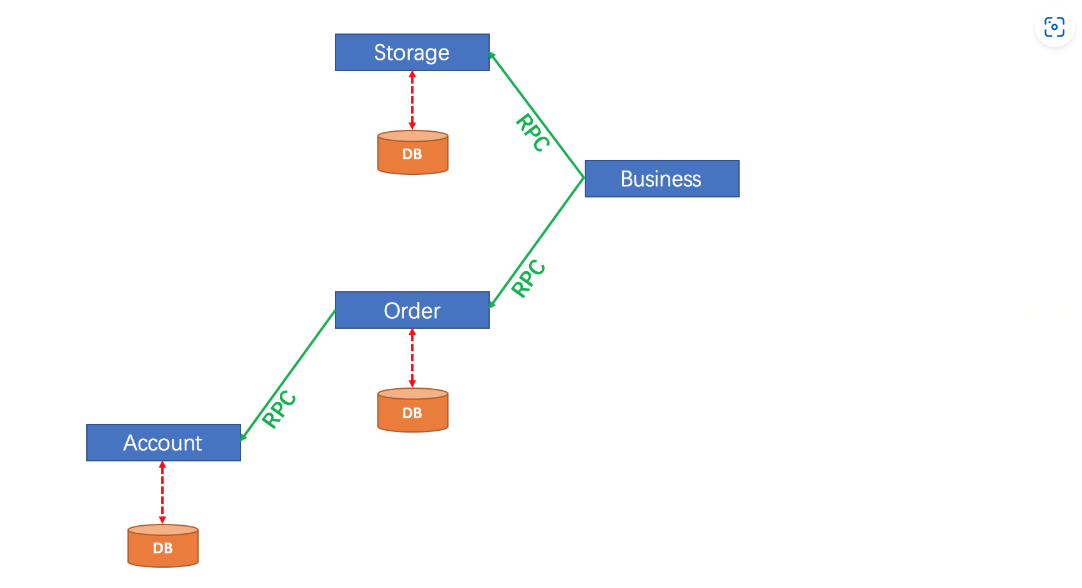 Storage
RPC
DB
Business
RPC
Order
RPC
DB
Account
DB